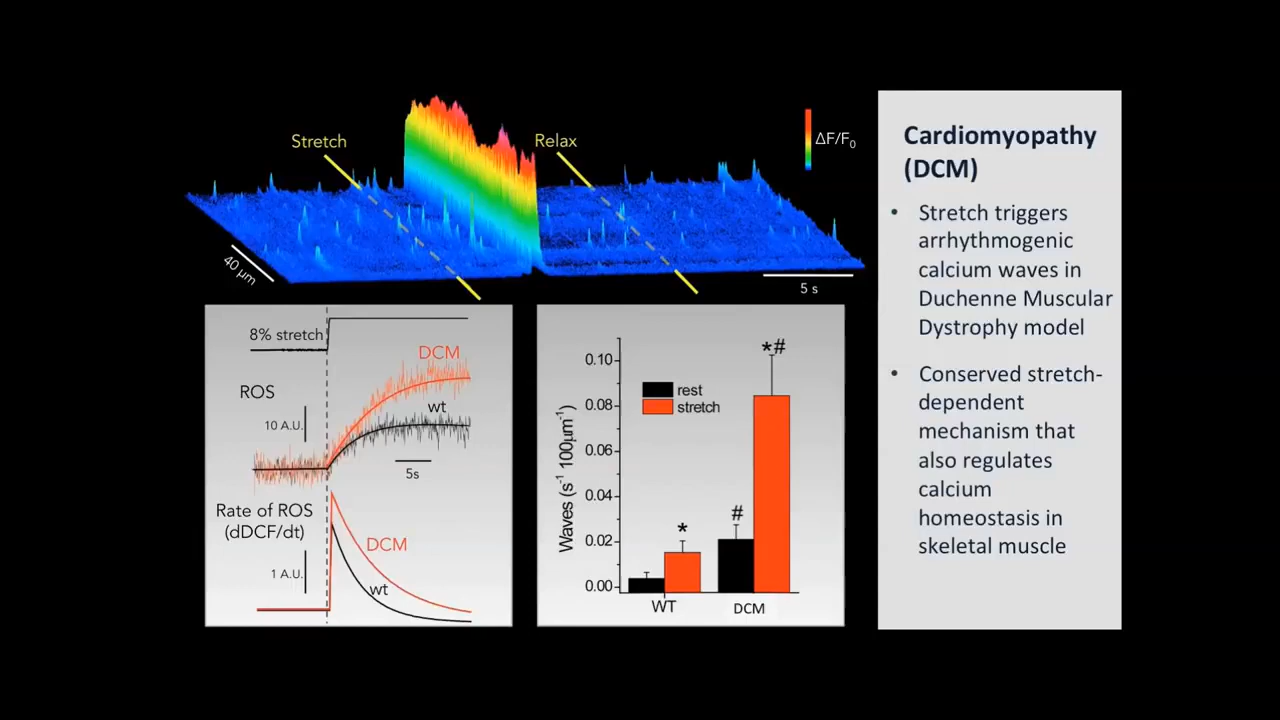 Stretch
Relax
ΔF/F₀
40 μm
5 s
8% stretch
DCM
ROS
wt
10 A.U.
5s
Rate of ROS
(dDCF/dt)
DCM
1 A.U.
wt
*#
0.10
rest
0.08
stretch
0.06
Waves (s⁻¹ 100μm⁻¹)
0.04
#
*
0.02
0.00
WT
DCM
Cardiomyopathy
(DCM)
• Stretch triggers
arrhythmogenic
calcium waves in
Duchenne Muscular
Dystrophy model
• Conserved stretch-
dependent
mechanism that
also regulates
calcium
homeostasis in
skeletal muscle